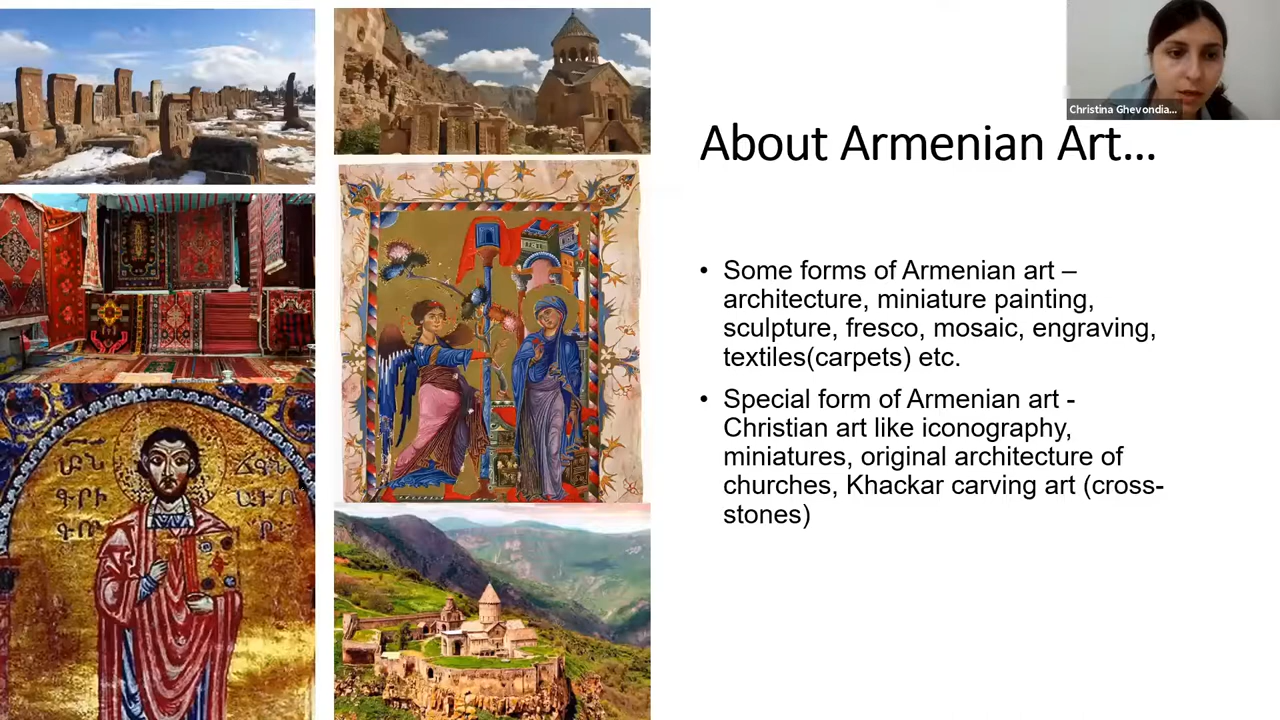 Christina Ghevondia...
About Armenian Art...
• Some forms of Armenian art –
architecture, miniature painting,
sculpture, fresco, mosaic, engraving,
textiles(carpets) etc.
• Special form of Armenian art -
Christian art like iconography,
miniatures, original architecture of
churches, Khackar carving art (cross-
stones)